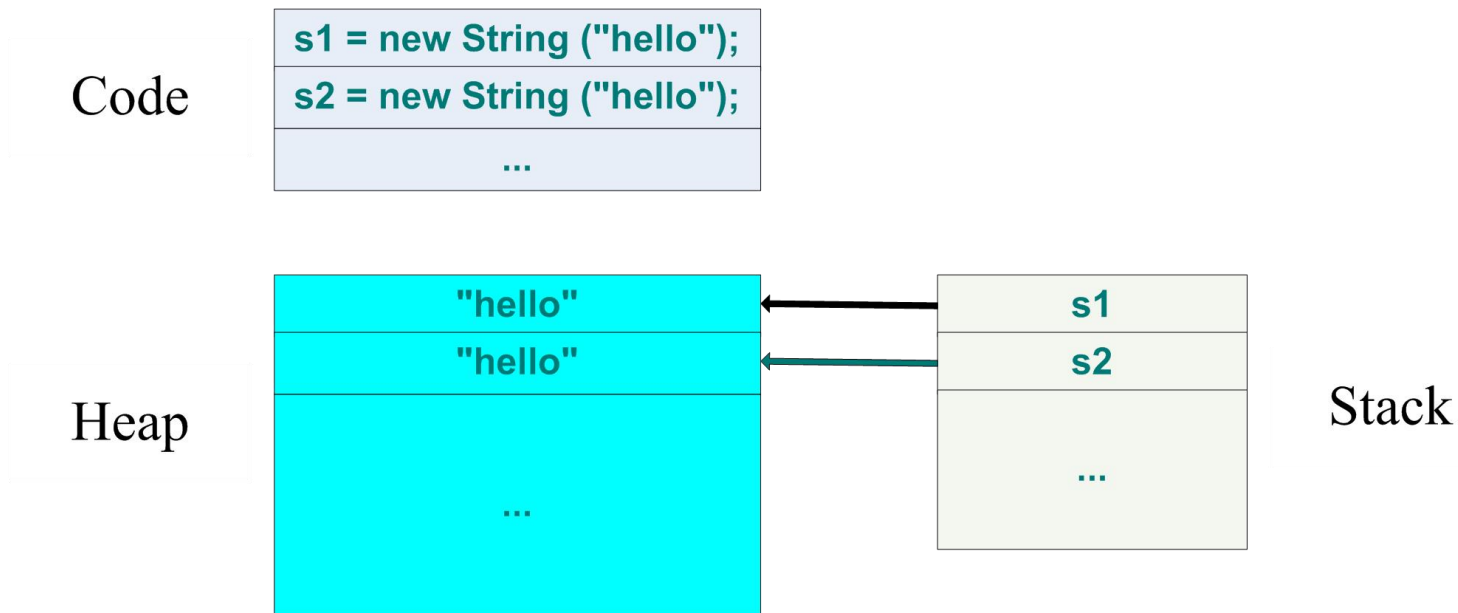 Code
s1 = new String ("hello");
s2 = new String ("hello");
...
Heap
"hello"
"hello"
...
s1
s2
...
Stack